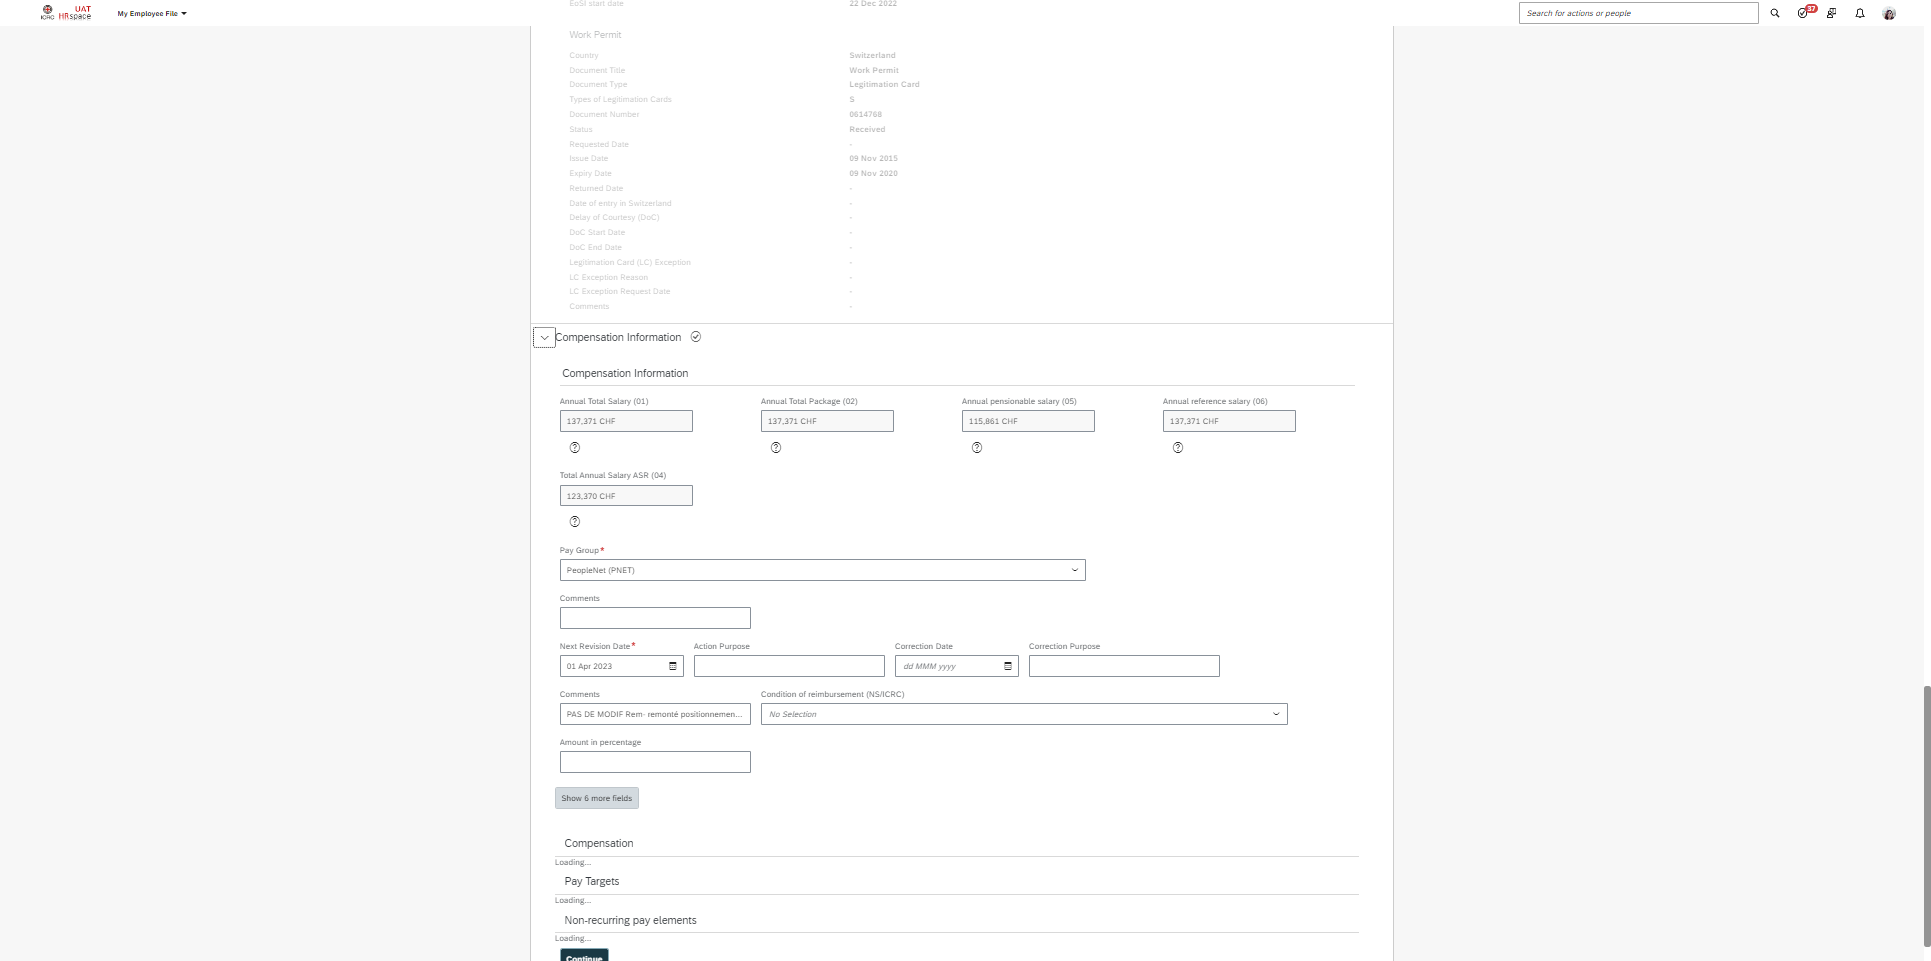 ICRC UAT HRspace My Employee File Search for actions or people 37
EoSI start date 22 Dec 2022
Work Permit
Country Switzerland
Document Title Work Permit
Document Type Legitimation Card
Types of Legitimation Cards S
Document Number 0614768
Status Received
Requested Date -
Issue Date 09 Nov 2015
Expiry Date 09 Nov 2020
Returned Date -
Date of entry in Switzerland -
Delay of Courtesy (DoC) -
DoC Start Date -
DoC End Date -
Legitimation Card (LC) Exception -
LC Exception Reason -
LC Exception Request Date -
Comments -
Compensation Information
Compensation Information
Annual Total Salary (01) Annual Total Package (02) Annual pensionable salary (05) Annual reference salary (06)
137,371 CHF 137,371 CHF 115,861 CHF 137,371 CHF
Total Annual Salary ASR (04)
123,370 CHF
Pay Group*
PeopleNet (PNET)
Comments
Next Revision Date* Action Purpose Correction Date Correction Purpose
01 Apr 2023 dd MMM yyyy
Comments Condition of reimbursement (NS/ICRC)
PAS DE MODIF Rem- remonté positionnemen... No Selection
Amount in percentage
Show 6 more fields
Compensation
Loading...
Pay Targets
Loading...
Non-recurring pay elements
Loading...
Continue